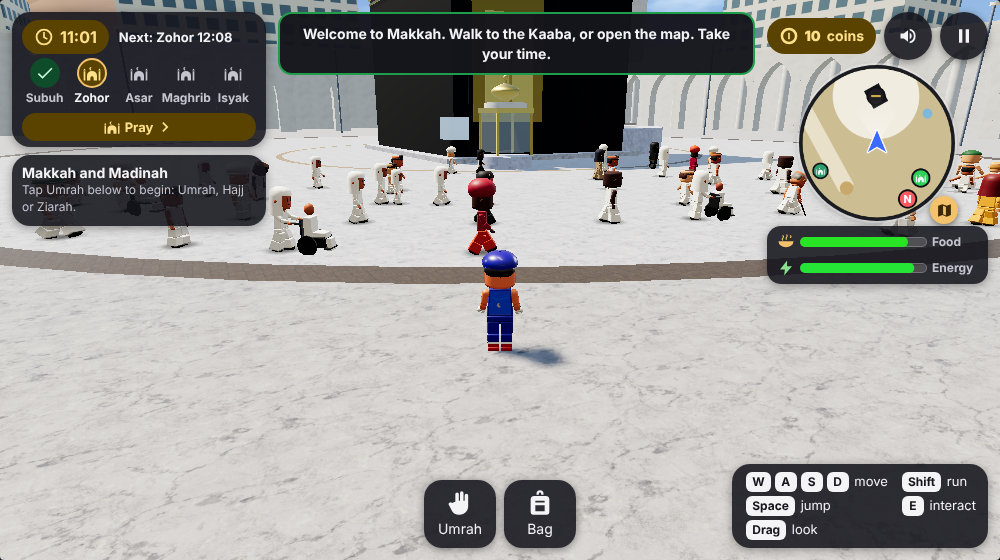 11:01 Next: Zohor 12:08
Subuh Zohor Asar Maghrib Isyak
Pray
Makkah and Madinah
Tap Umrah below to begin: Umrah, Hajj
or Ziarah.
Welcome to Makkah. Walk to the Kaaba, or open the map. Take
your time.
10 coins
N
Food
Energy
Umrah
Bag
W A S D move Shift run
Space jump E interact
Drag look